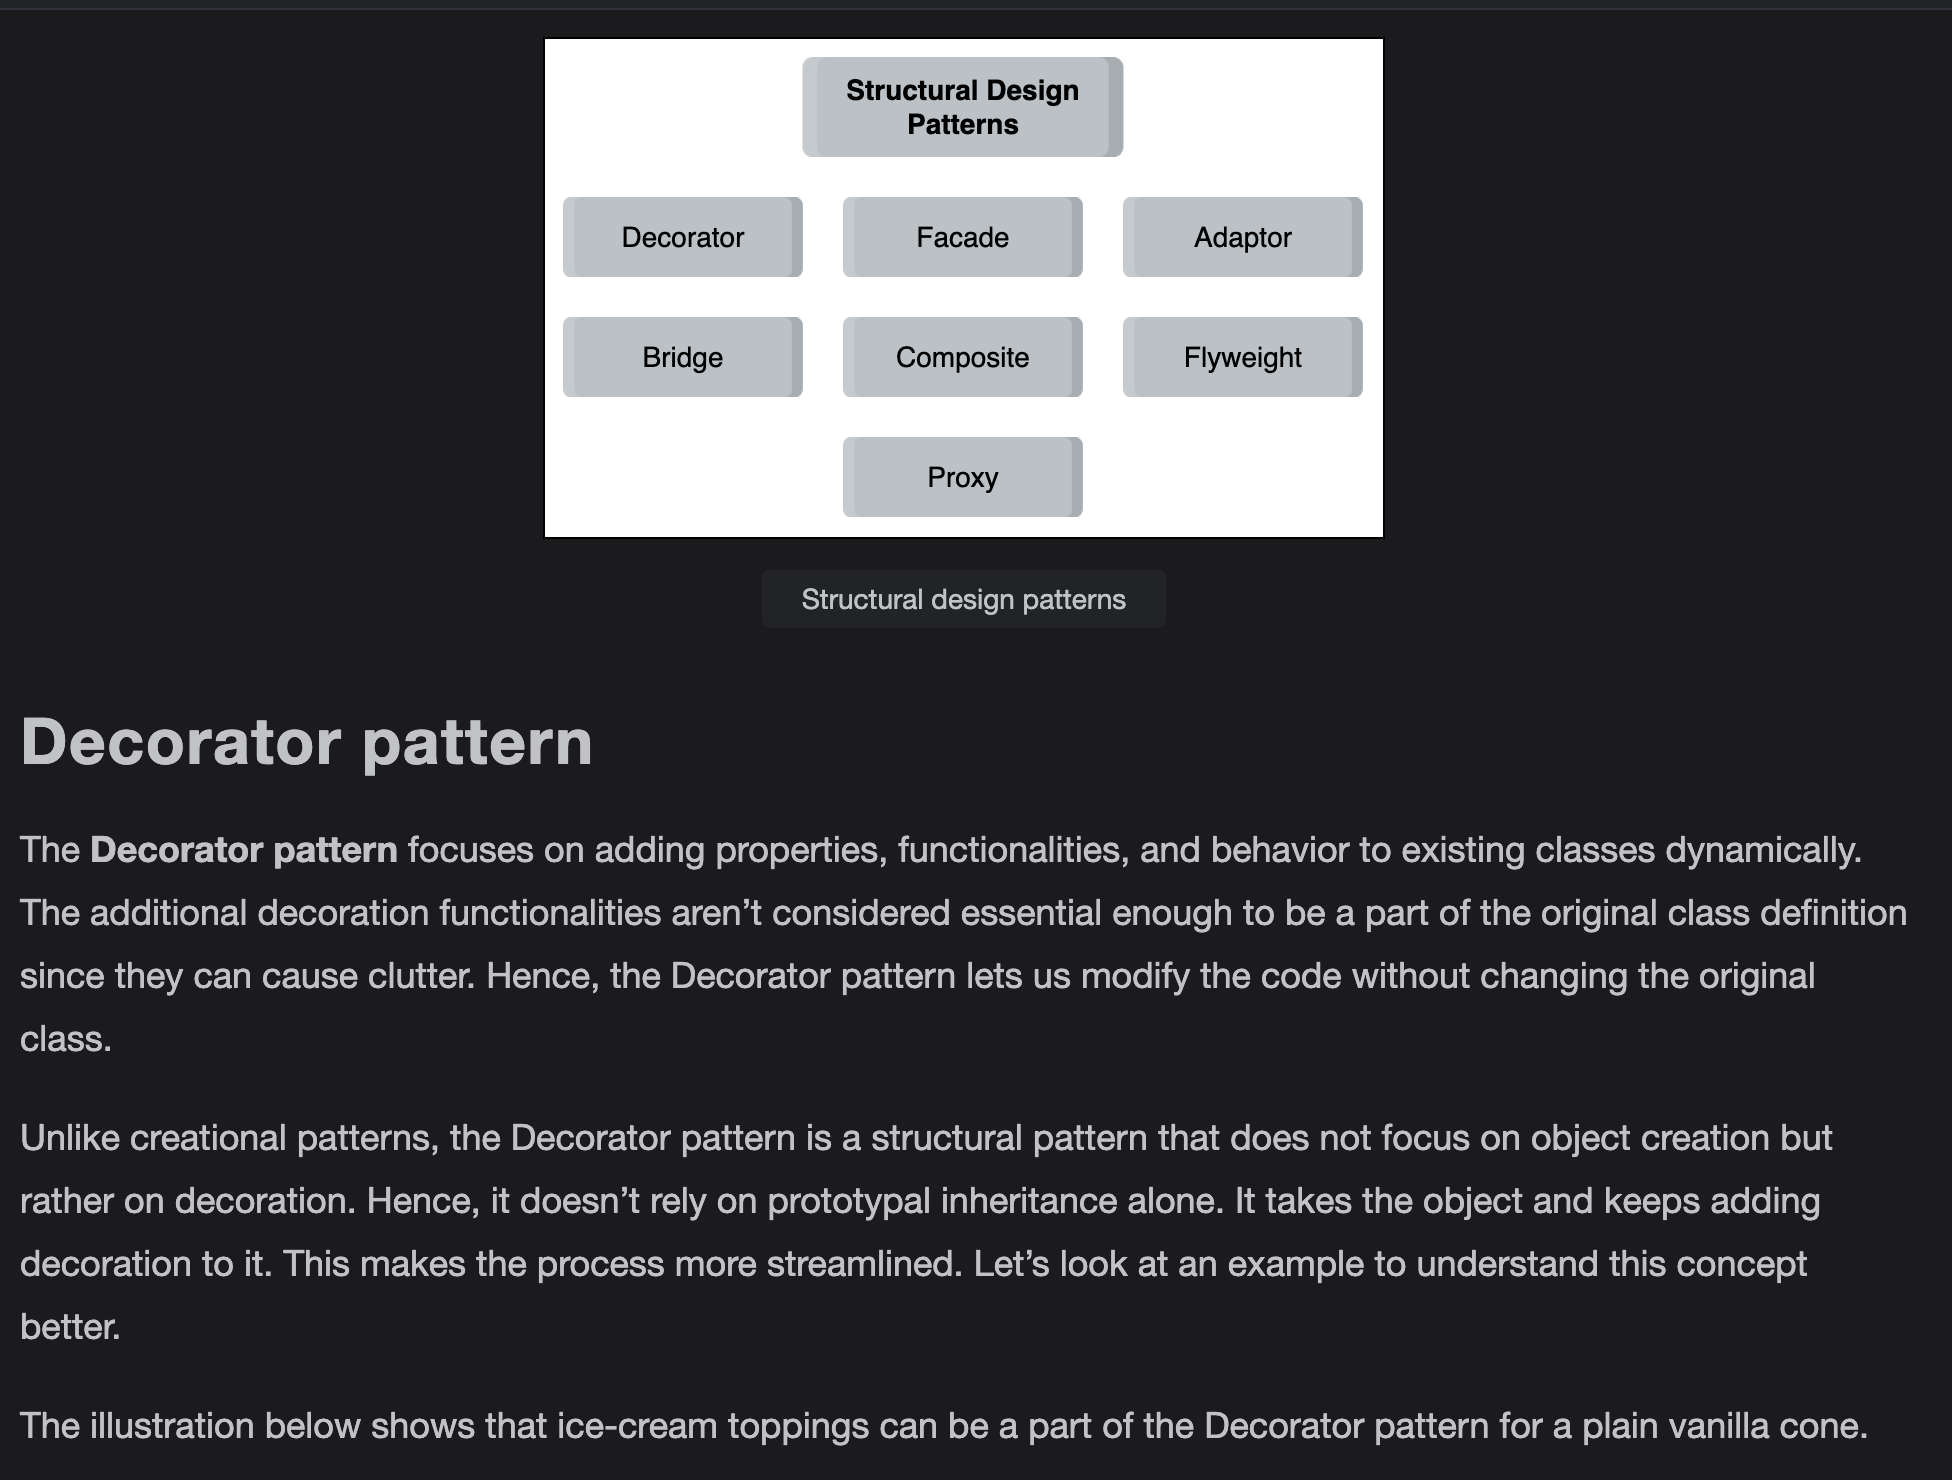 Structural Design
Patterns
Decorator
Facade
Adaptor
Bridge
Composite
Flyweight
Proxy
Structural design patterns
Decorator pattern
The Decorator pattern focuses on adding properties, functionalities, and behavior to existing classes dynamically.
The additional decoration functionalities aren’t considered essential enough to be a part of the original class definition
since they can cause clutter. Hence, the Decorator pattern lets us modify the code without changing the original
class.
Unlike creational patterns, the Decorator pattern is a structural pattern that does not focus on object creation but
rather on decoration. Hence, it doesn’t rely on prototypal inheritance alone. It takes the object and keeps adding
decoration to it. This makes the process more streamlined. Let’s look at an example to understand this concept
better.
The illustration below shows that ice-cream toppings can be a part of the Decorator pattern for a plain vanilla cone.